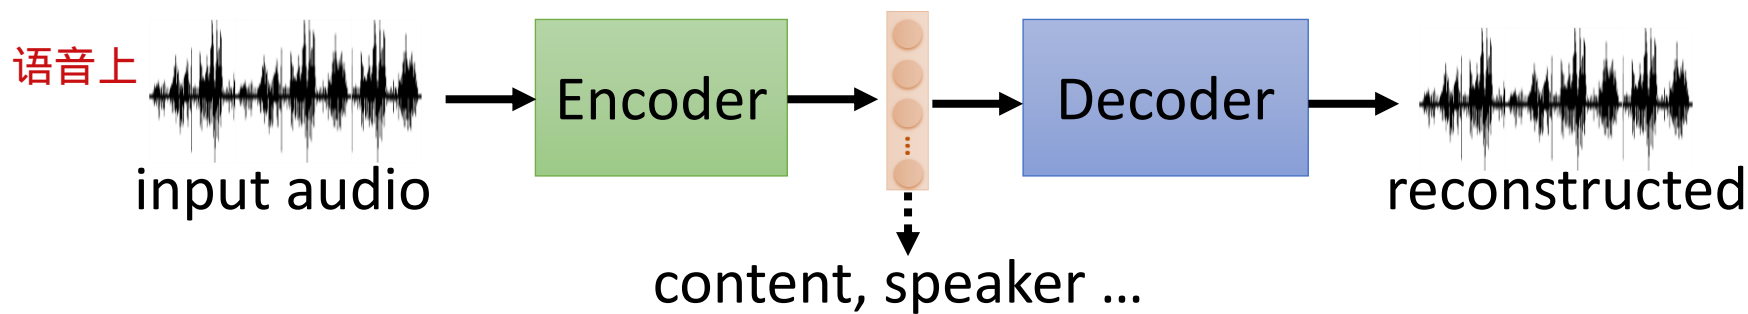 语音上
input audio
Encoder
Decoder
reconstructed
content, speaker ...